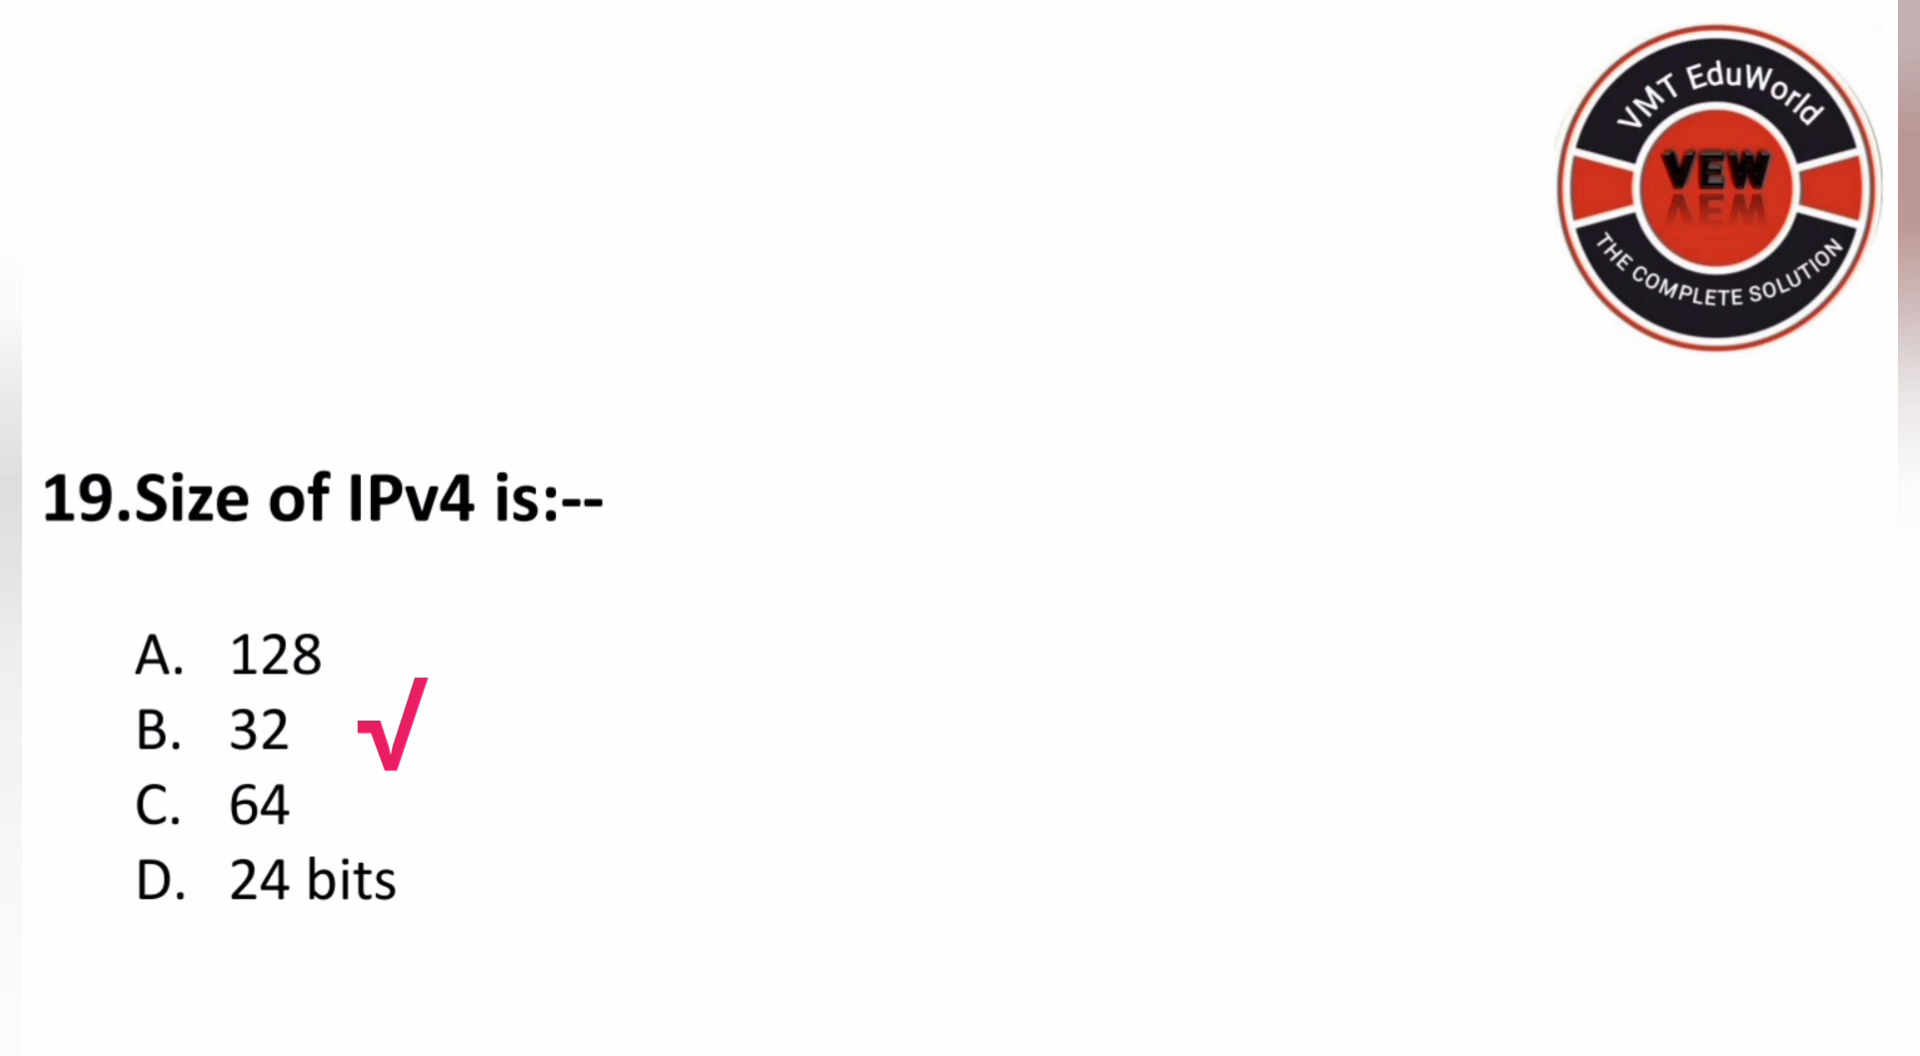 VMT EduWorld
VEW
THE COMPLETE SOLUTION
19.Size of IPv4 is:--
A. 128
B. 32 √
C. 64
D. 24 bits